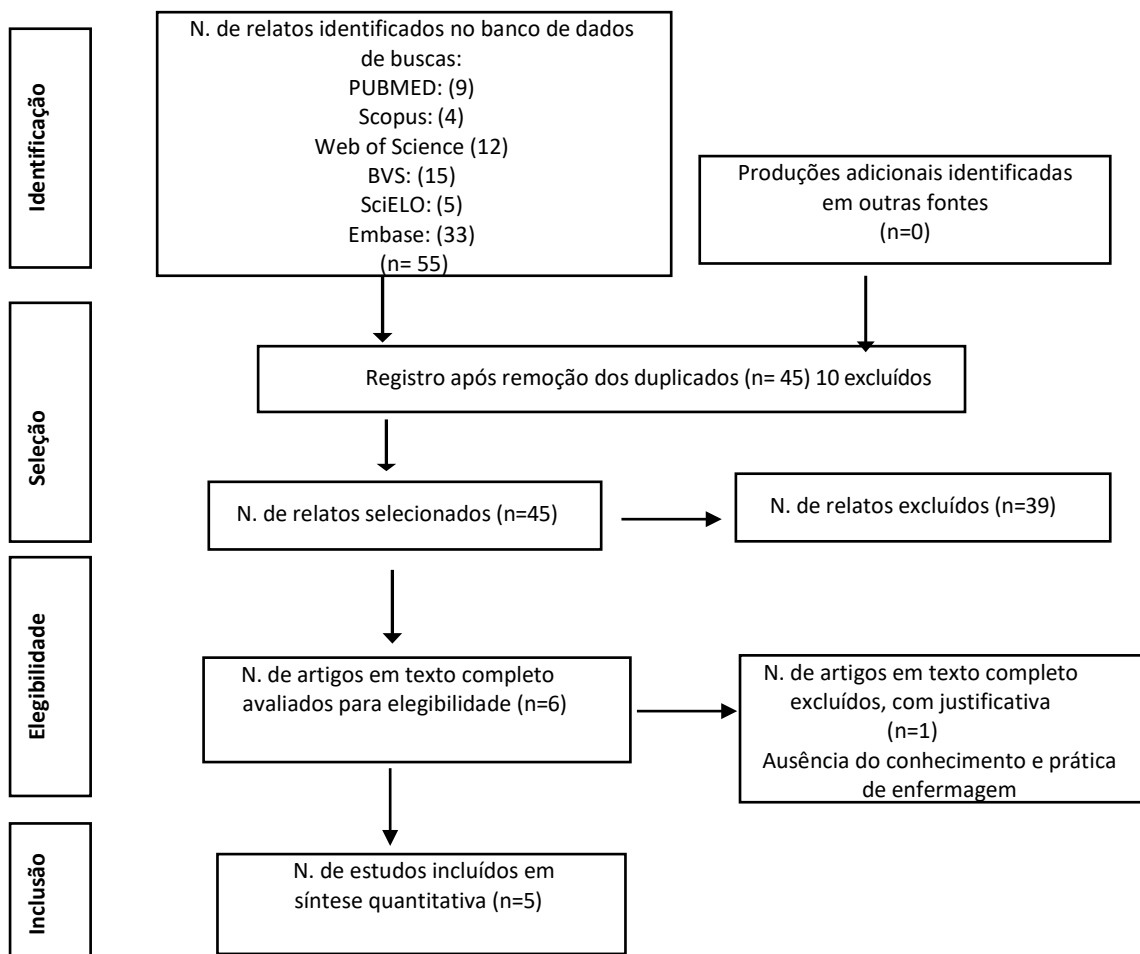 Identificação
N. de relatos identificados no banco de dados
de buscas:
PUBMED: (9)
Scopus: (4)
Web of Science (12)
BVS: (15)
SciELO: (5)
Embase: (33)
(n= 55)
Produções adicionais identificadas
em outras fontes
(n=0)
Seleção
Registro após remoção dos duplicados (n= 45) 10 excluídos
N. de relatos selecionados (n=45)
N. de relatos excluídos (n=39)
Elegibilidade
N. de artigos em texto completo
avaliados para elegibilidade (n=6)
N. de artigos em texto completo
excluídos, com justificativa
(n=1)
Ausência do conhecimento e prática
de enfermagem
Inclusão
N. de estudos incluídos em
síntese quantitativa (n=5)